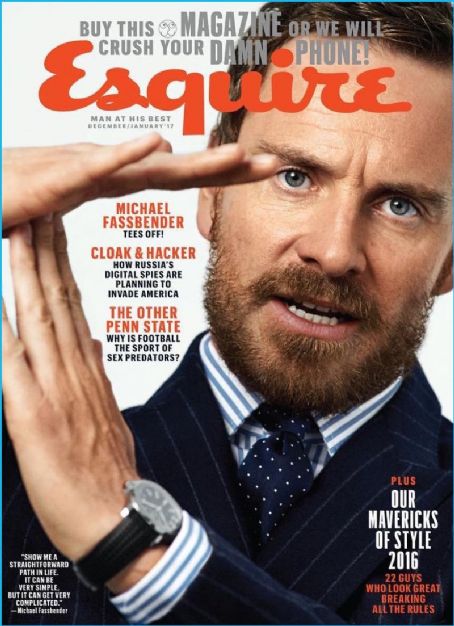 BUY THIS MAGAZINE OR WE WILL
CRUSH YOUR DAMN PHONE!
Esquire
MAN AT HIS BEST
DECEMBER/JANUARY '17
MICHAEL
FASSBENDER
TEES OFF!
CLOAK & HACKER
HOW RUSSIA'S
DIGITAL SPIES ARE
PLANNING TO
INVADE AMERICA
THE OTHER
PENN STATE
WHY IS FOOTBALL
THE SPORT OF
SEX PREDATORS?
PLUS
OUR
MAVERICKS
OF STYLE
2016
22 GUYS
WHO LOOK GREAT
BREAKING
ALL THE RULES
"SHOW ME A
STRAIGHTFORWARD
PATH IN LIFE.
IT CAN BE
VERY SIMPLE,
BUT IT CAN GET VERY
COMPLICATED."
— Michael Fassbender